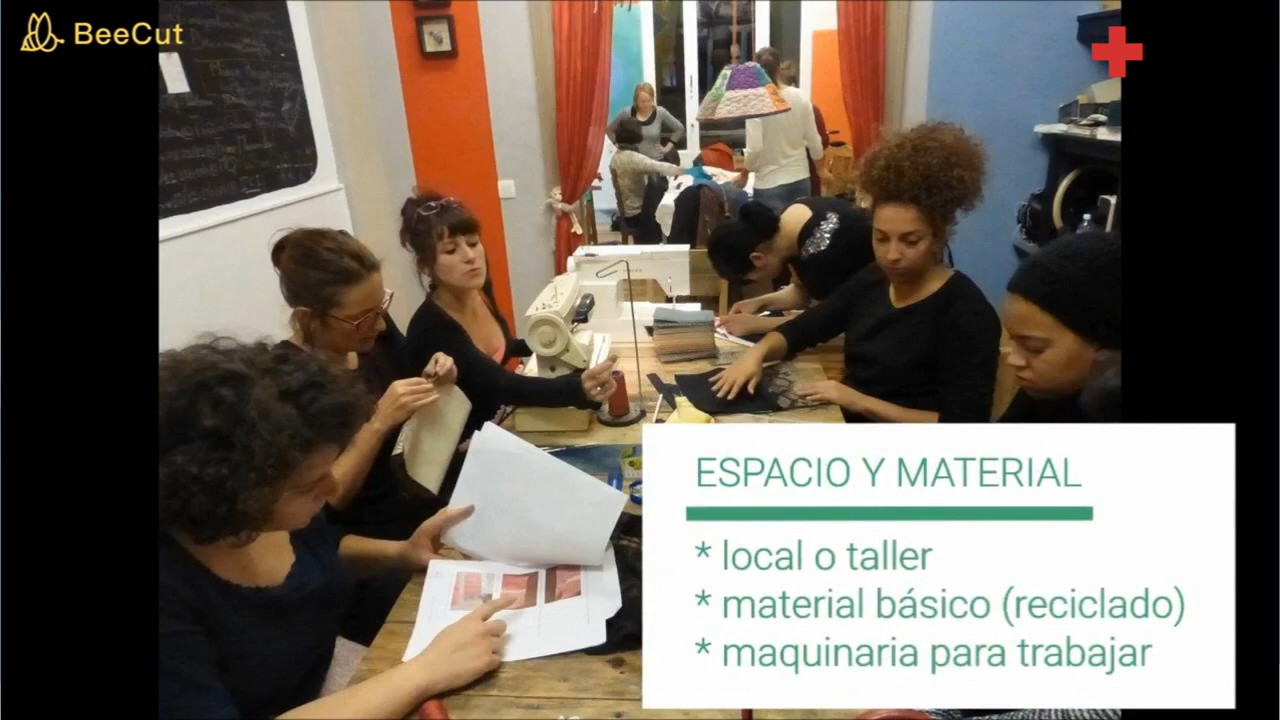 BeeCut
ESPACIO Y MATERIAL
* local o taller
* material básico (reciclado)
* maquinaria para trabajar